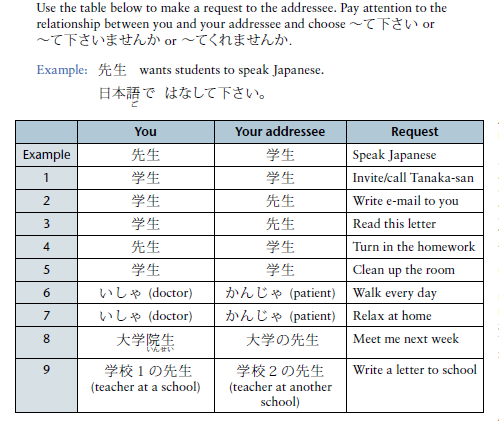 Use the table below to make a request to the addressee. Pay attention to the
relationship between you and your addressee and choose 〜て下さい or
〜て下さいませんか or 〜てくれませんか.
Example: 先生 wants students to speak Japanese.
日本語で はなして下さい。
ご
You Your addressee Request
Example 先生 学生 Speak Japanese
1 学生 学生 Invite/call Tanaka-san
2 学生 先生 Write e-mail to you
3 学生 先生 Read this letter
4 先生 学生 Turn in the homework
5 学生 学生 Clean up the room
6 いしゃ (doctor) かんじゃ (patient) Walk every day
7 いしゃ (doctor) かんじゃ (patient) Relax at home
8 大学院生 大学の先生 Meet me next week
いんせい
9 学校1の先生 学校2の先生 Write a letter to school
(teacher at a school) (teacher at another
school)